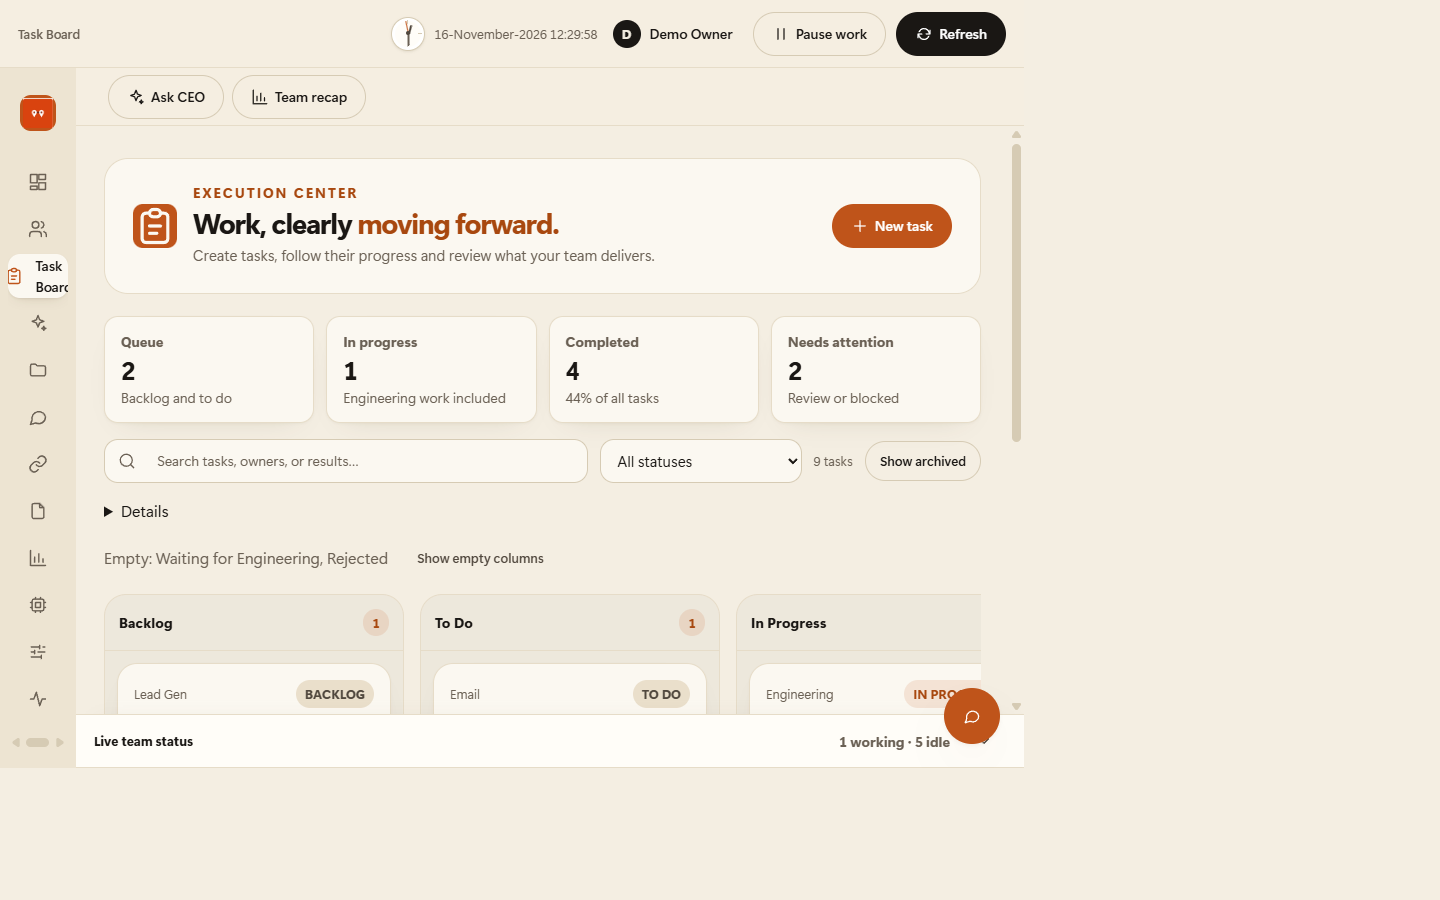 Task Board
16-November-2026 12:29:58
D
Demo Owner
Pause work
Refresh
Ask CEO
Team recap
Task
Board
EXECUTION CENTER
Work, clearly moving forward.
Create tasks, follow their progress and review what your team delivers.
New task
Queue
2
Backlog and to do
In progress
1
Engineering work included
Completed
4
44% of all tasks
Needs attention
2
Review or blocked
Search tasks, owners, or results...
All statuses
9 tasks
Show archived
Details
Empty: Waiting for Engineering, Rejected
Show empty columns
Backlog
1
To Do
1
In Progress
Lead Gen
BACKLOG
Email
TO DO
Engineering
IN PRO
Live team status
1 working · 5 idle